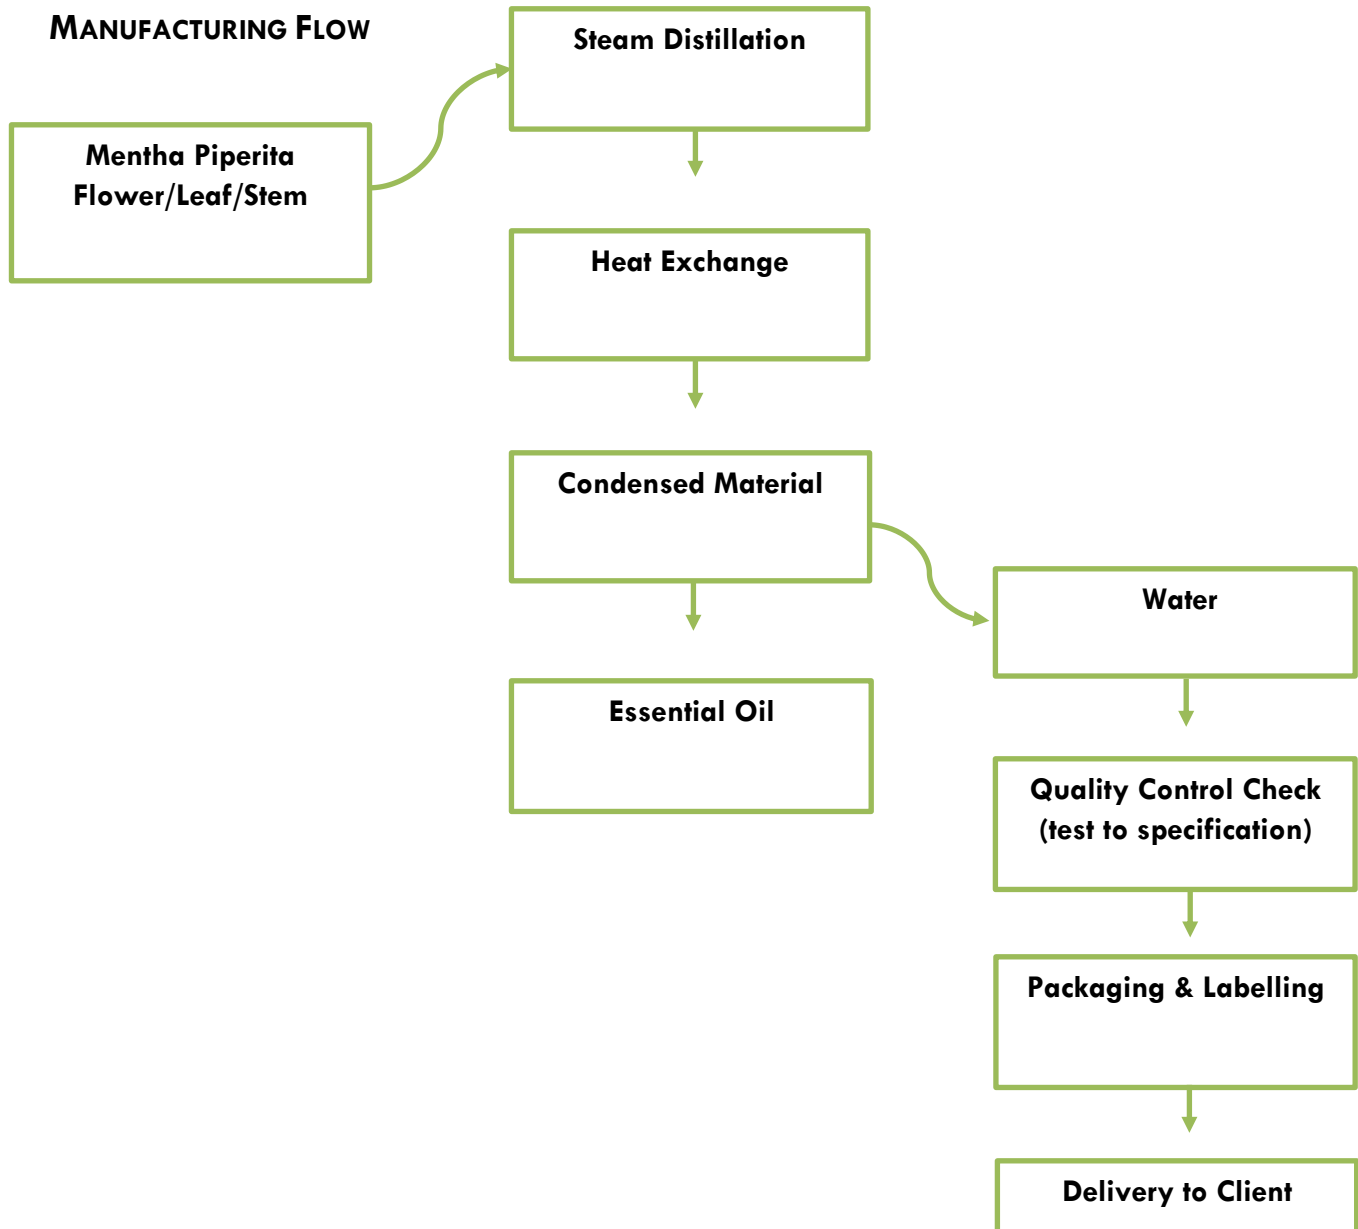 MANUFACTURING FLOW
Steam Distillation
Mentha Piperita
Flower/Leaf/Stem
Heat Exchange
Condensed Material
Water
Essential Oil
Quality Control Check
(test to specification)
Packaging & Labelling
Delivery to Client